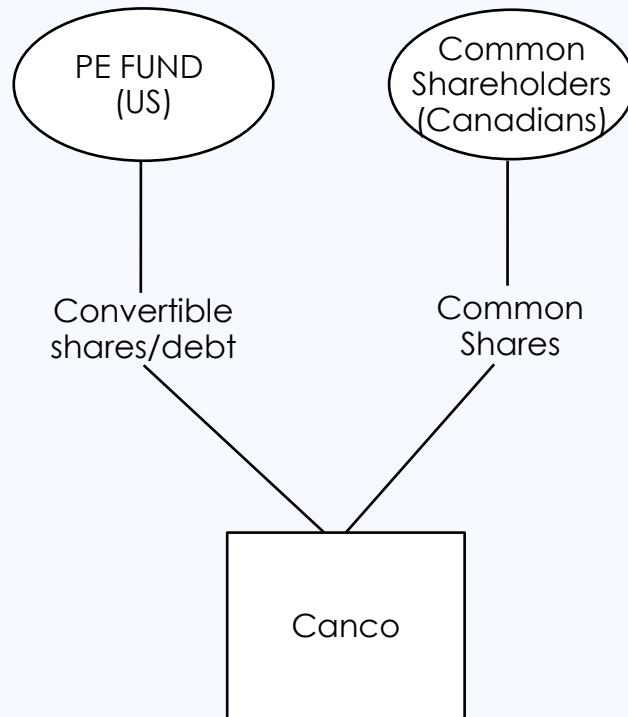 PE FUND
(US)
Common
Shareholders
(Canadians)
Convertible
shares/debt
Common
Shares
Canco